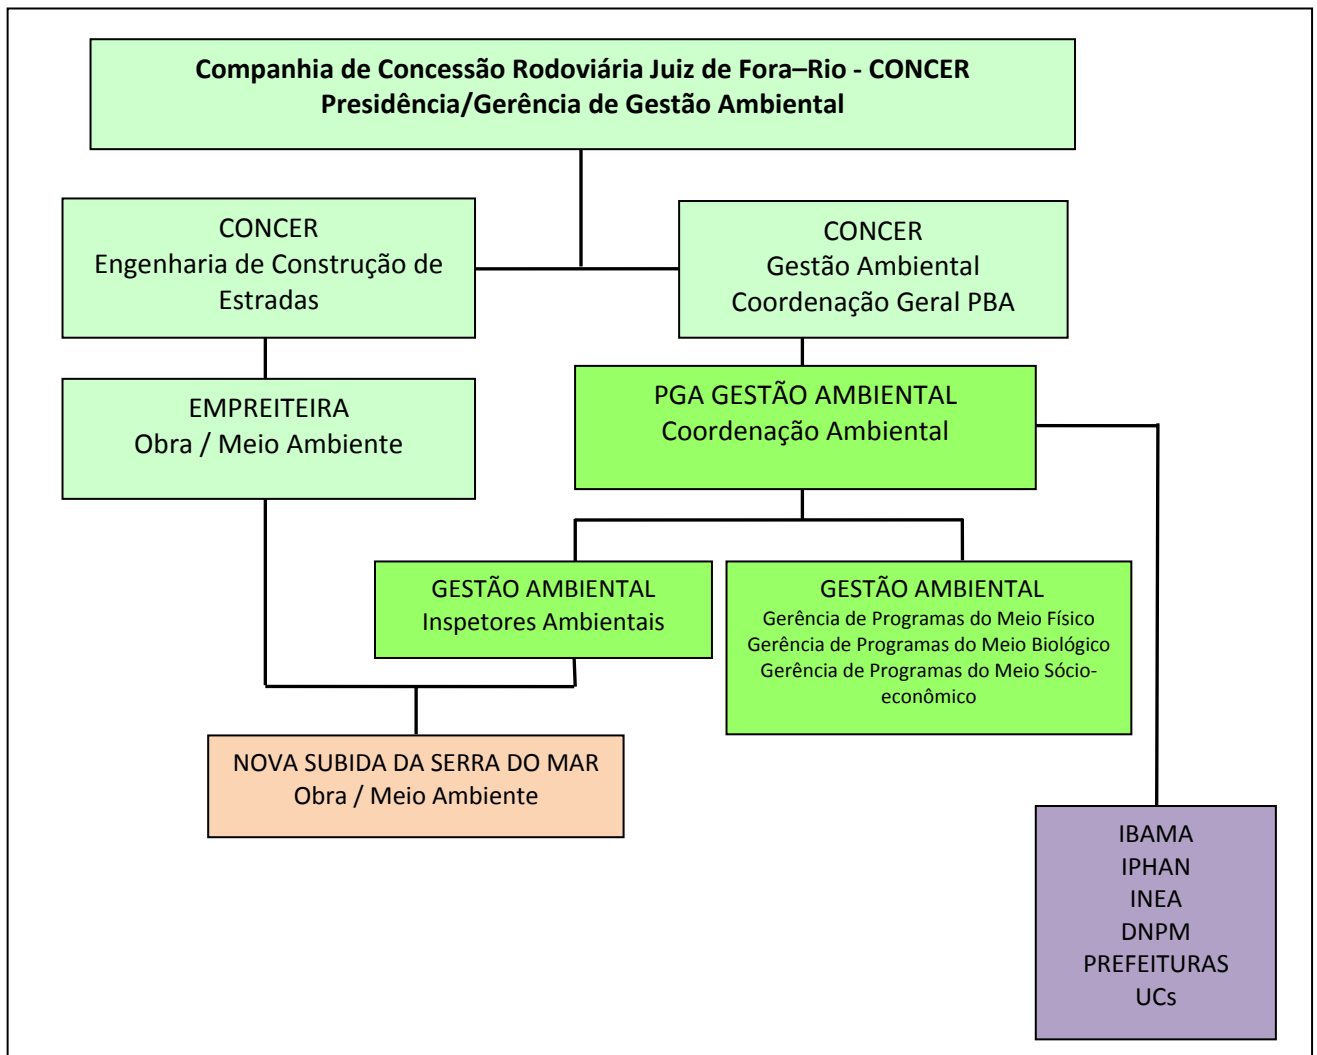 Companhia de Concessão Rodoviária Juiz de Fora–Rio - CONCER
Presidência/Gerência de Gestão Ambiental
CONCER
Engenharia de Construção de
Estradas
CONCER
Gestão Ambiental
Coordenação Geral PBA
EMPREITEIRA
Obra / Meio Ambiente
PGA GESTÃO AMBIENTAL
Coordenação Ambiental
GESTÃO AMBIENTAL
Inspetores Ambientais
GESTÃO AMBIENTAL
Gerência de Programas do Meio Físico
Gerência de Programas do Meio Biológico
Gerência de Programas do Meio Sócio-
econômico
NOVA SUBIDA DA SERRA DO MAR
Obra / Meio Ambiente
IBAMA
IPHAN
INEA
DNPM
PREFEITURAS
UCs